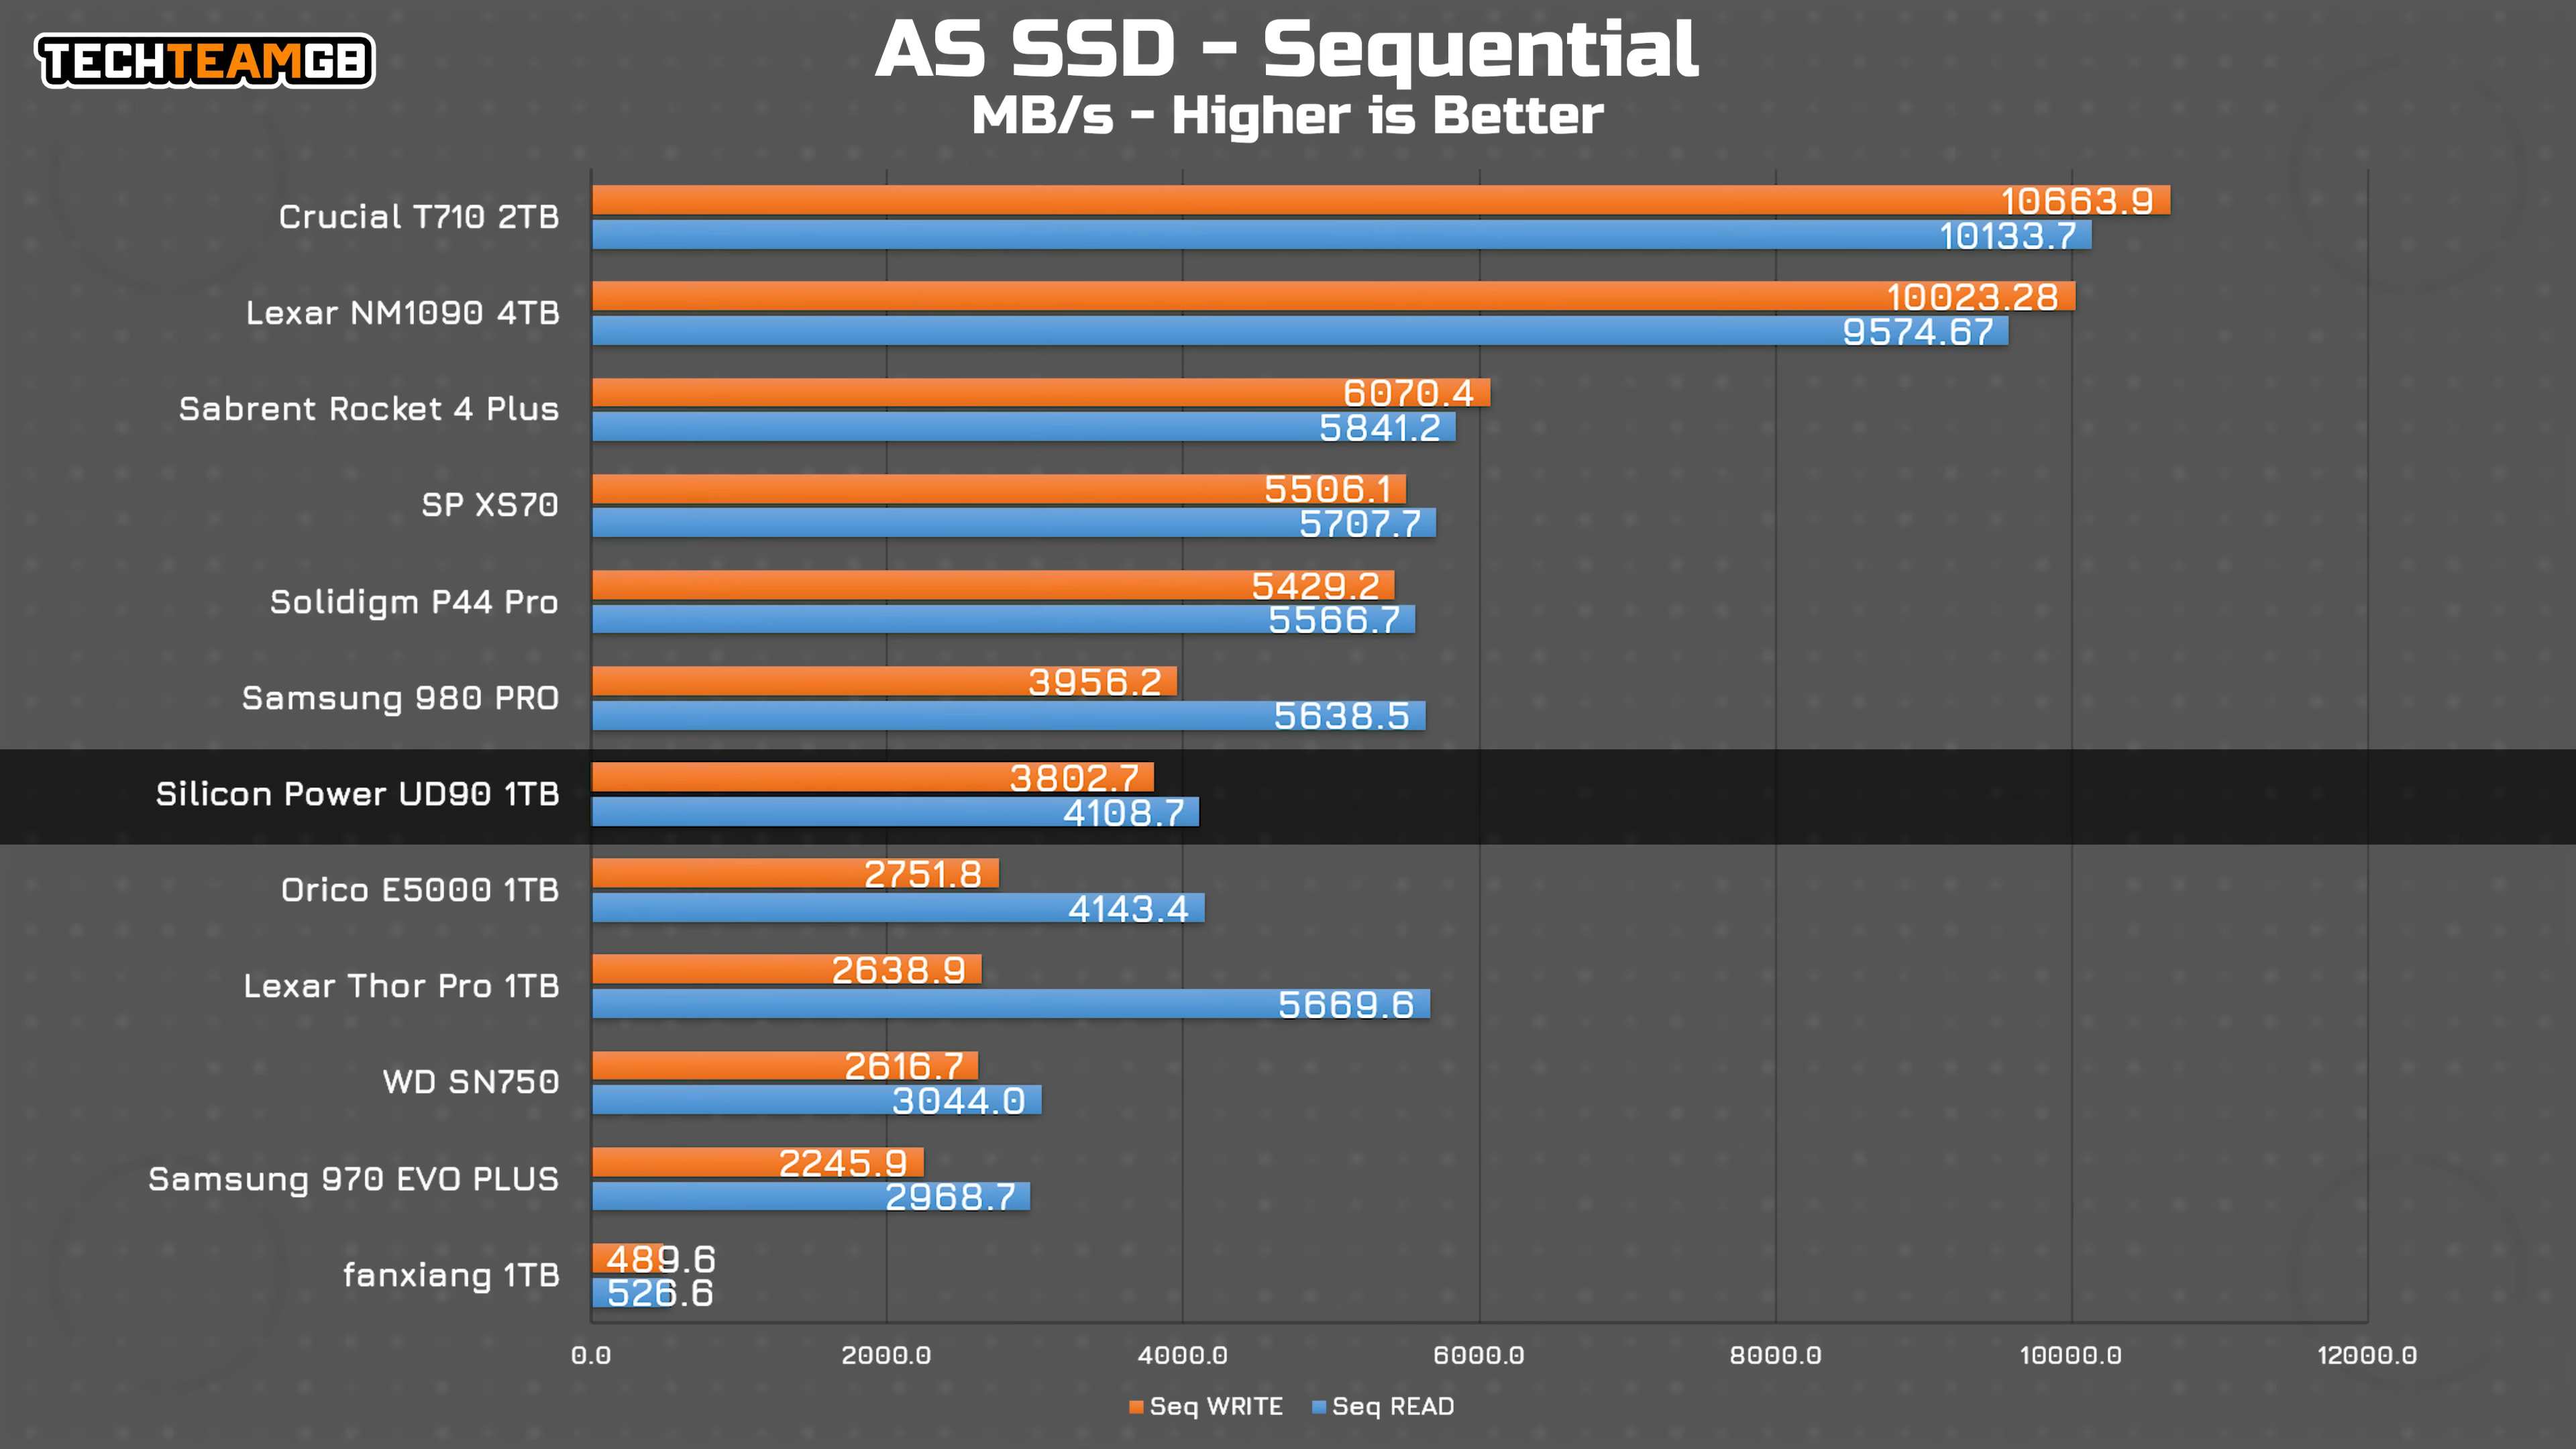 TECHTEAMGB
AS SSD - Sequential
MB/s - Higher is Better
Crucial T710 2TB
10663.9
10133.7
Lexar NM1090 4TB
10023.28
9574.67
Sabrent Rocket 4 Plus
6070.4
5841.2
SP XS70
5506.1
5707.7
Solidigm P44 Pro
5429.2
5566.7
Samsung 980 PRO
3956.2
5638.5
Silicon Power UD90 1TB
3802.7
4108.7
Orico E5000 1TB
2751.8
4143.4
Lexar Thor Pro 1TB
2638.9
5669.6
WD SN750
2616.7
3044.0
Samsung 970 EVO PLUS
2245.9
2968.7
fanxiang 1TB
489.6
526.6
0.0 2000.0 4000.0 6000.0 8000.0 10000.0 12000.0
Seq WRITE Seq READ